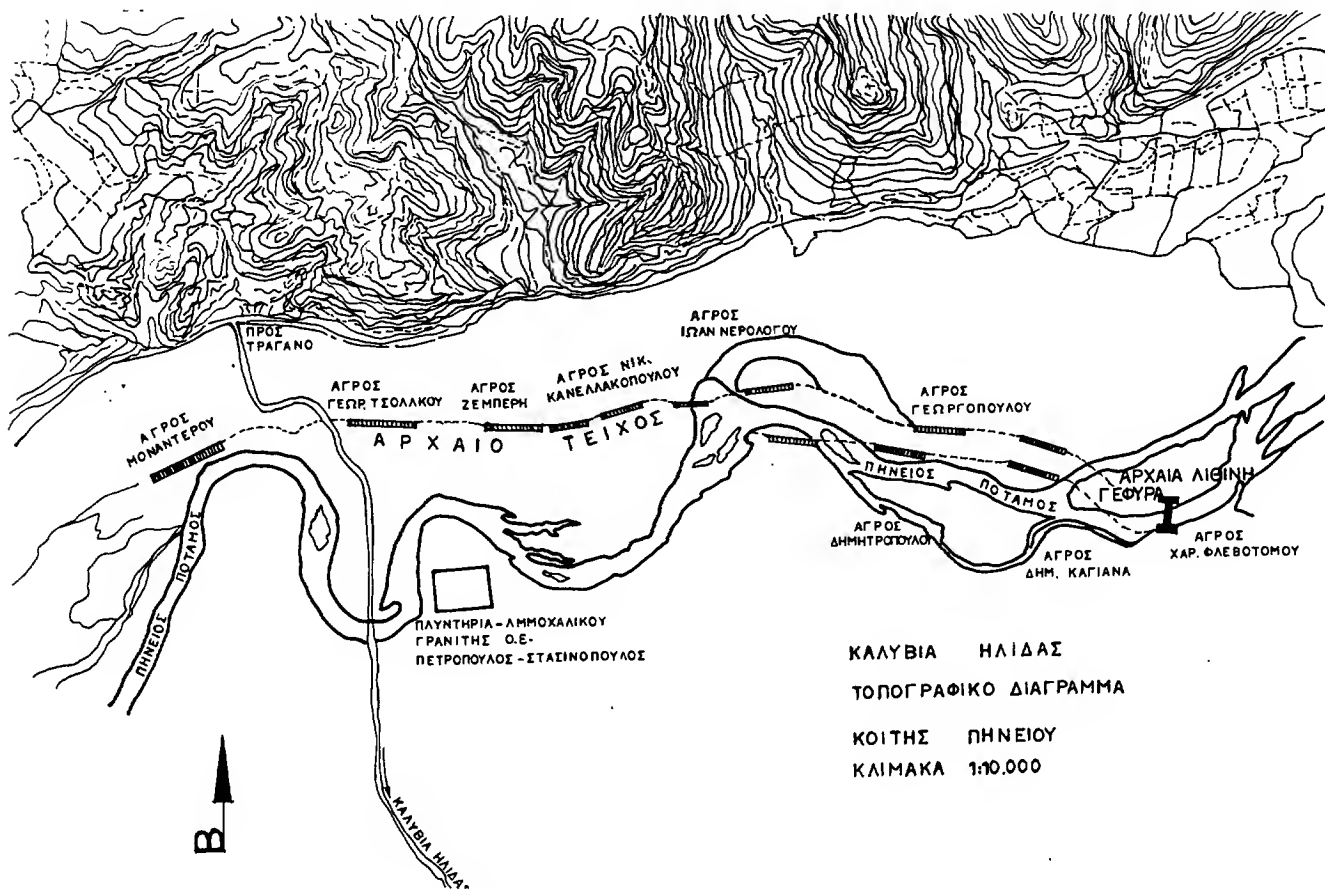 ΠΡΟΣ
ΤΡΑΓΑΝΟ
ΑΓΡΟΣ
ΙΩΑΝ ΝΕΡΟΛΟΓΟΥ
ΑΓΡΟΣ
ΜΟΝΑΝΤΕΡΟΥ
ΑΓΡΟΣ
ΓΕΩΡ. ΤΣΟΛΑΚΟΥ
ΑΓΡΟΣ
ΖΕΜΠΕΡΗ
ΑΓΡΟΣ ΝΙΚ.
ΚΑΝΕΛΛΑΚΟΠΟΥΛΟΥ
ΑΓΡΟΣ
ΓΕΩΡΓΟΠΟΥΛΟΥ
ΑΡΧΑΙΟ ΤΕΙΧΟΣ
ΠΗΝΕΙΟΣ ΠΟΤΑΜΟΣ
ΑΡΧΑΙΑ ΛΙΘΙΝΗ
ΓΕΦΥΡΑ
ΑΓΡΟΣ
ΔΗΜΗΤΡΟΠΟΥΛΟΥ
ΑΓΡΟΣ
ΔΗΜ. ΚΑΓΙΑΝΑ
ΑΓΡΟΣ
ΧΑΡ. ΦΛΕΒΟΤΟΜΟΥ
ΠΗΝΕΙΟΣ ΠΟΤΑΜΟΣ
ΠΛΥΝΤΗΡΙΑ-ΑΜΜΟΧΑΛΙΚΟΥ
ΓΡΑΝΙΤΗΣ Ο.Ε-
ΠΕΤΡΟΠΟΥΛΟΣ-ΣΤΑΣΙΝΟΠΟΥΛΟΣ
ΚΑΛΥΒΙΑ ΗΛΙΔΑΣ
ΚΑΛΥΒΙΑ ΗΛΙΔΑΣ
ΤΟΠΟΓΡΑΦΙΚΟ ΔΙΑΓΡΑΜΜΑ
ΚΟΙΤΗΣ ΠΗΝΕΙΟΥ
ΚΛΙΜΑΚΑ 1:10.000
Β